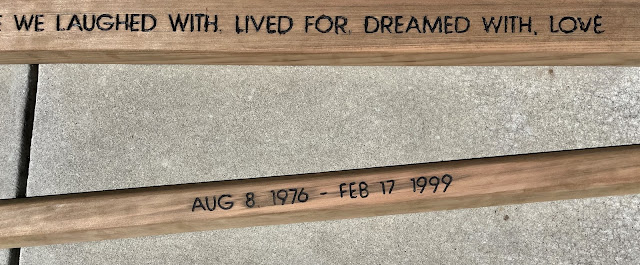 WE LAUGHED WITH. LIVED FOR. DREAMED WITH. LOVE
AUG 8. 1976 - FEB 17 1999